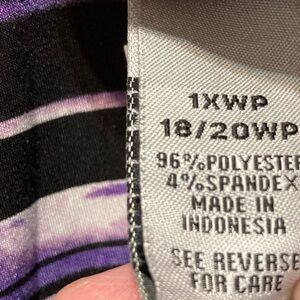 1XWP
18/20WP
96%POLYESTER
4%SPANDEX
MADE IN
INDONESIA
SEE REVERSE
FOR CARE